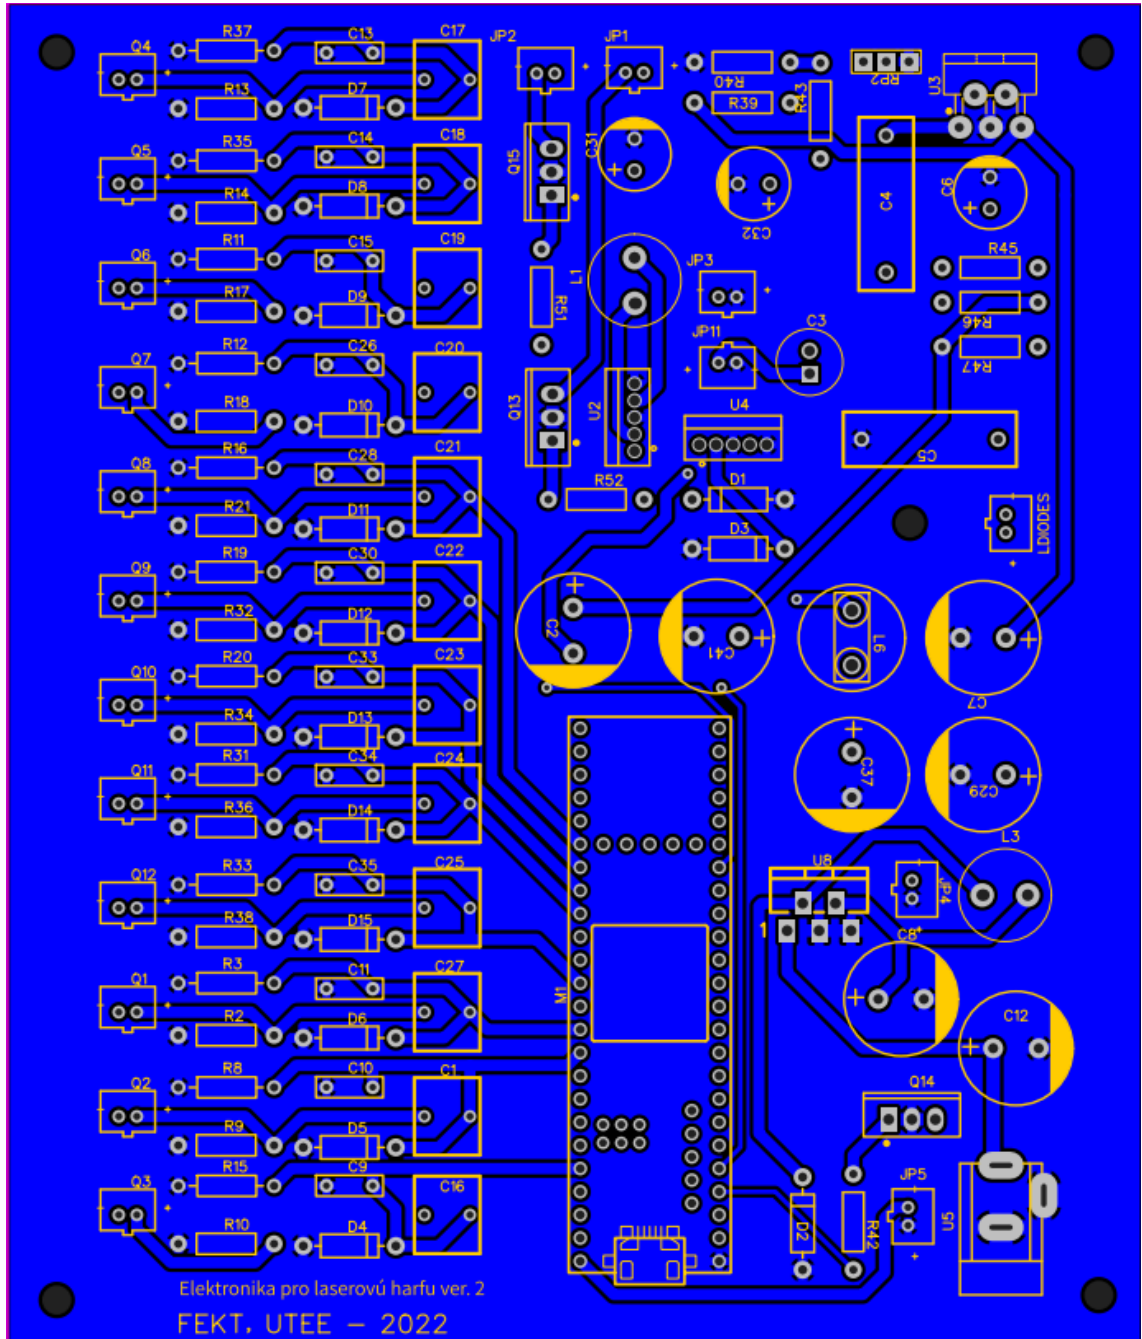 R37
C13
C17
Q4
JP2
JP1
R40
RP2
U3
R13
D7
R39
R43
R35
C14
C18
Q5
Q15
C31
R14
D8
C32
C4
C6
R11
C15
C19
Q6
R45
JP3
L1
R17
D9
R51
R46
C3
JP11
R47
R12
C26
C20
Q7
R18
D10
Q13
U2
U4
R16
C28
C21
Q8
C5
R52
D1
LDIODES
R21
D11
R19
C30
C22
Q9
D3
R32
D12
C2
C41
L6
C7
R20
C33
C23
Q10
R34
D13
R31
C34
C24
Q11
C37
C29
R36
D14
L3
R33
C35
C25
Q12
U8
JP4
R38
D15
1
C8
R3
C11
C27
Q1
M1
R2
D6
C12
R8
C10
C1
Q2
Q14
R9
D5
R15
C9
C16
Q3
JP5
R10
D4
D2
R42
U5
Elektronika pro laserovú harfu ver. 2
FEKT, UTEE – 2022